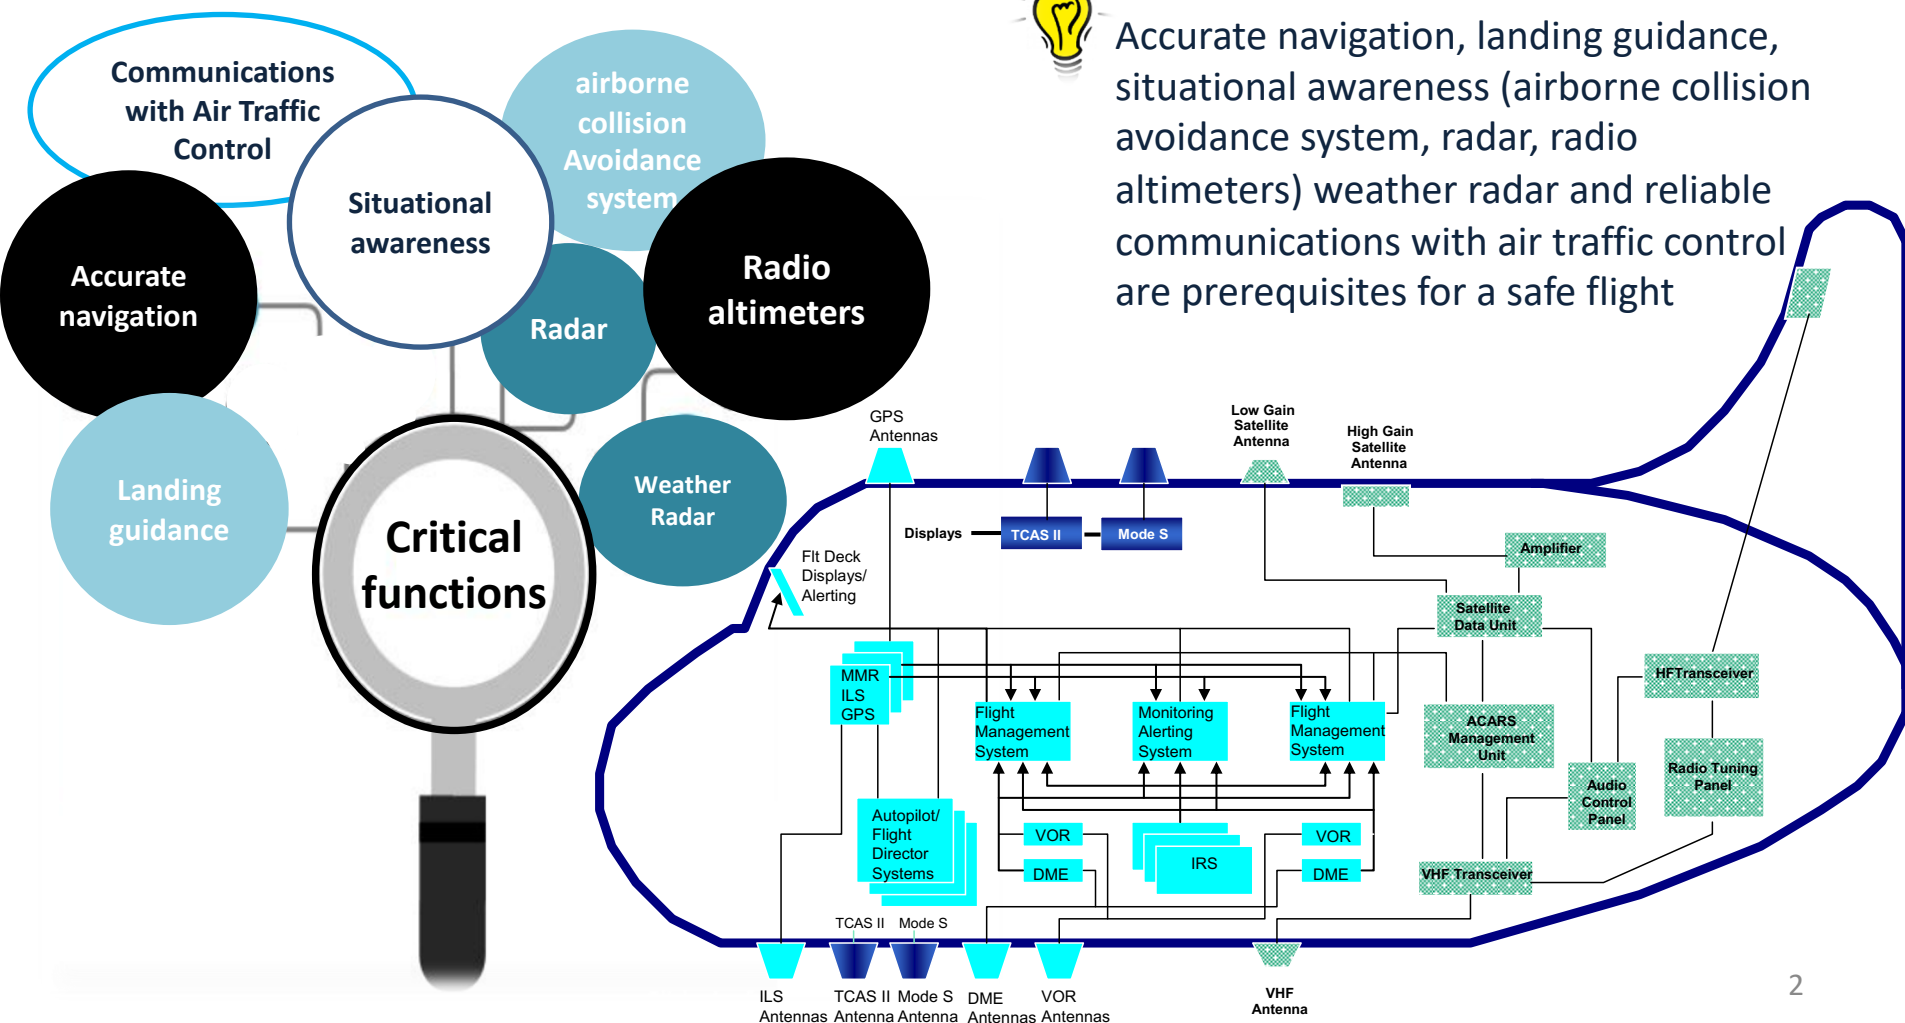 Communications
with Air Traffic
Control
airborne
collision
Avoidance
system
Situational
awareness
Accurate
navigation
Radio
altimeters
Radar
Landing
guidance
Weather
Radar
Critical
functions
Accurate navigation, landing guidance,
situational awareness (airborne collision
avoidance system, radar, radio
altimeters) weather radar and reliable
communications with air traffic control
are prerequisites for a safe flight
GPS
Antennas
Low Gain
Satellite
Antenna
High Gain
Satellite
Antenna
Displays
TCAS II
Mode S
Amplifier
Flt Deck
Displays/
Alerting
Satellite
Data Unit
MMR
ILS
GPS
HFTransceiver
Flight
Management
System
Monitoring
Alerting
System
Flight
Management
System
ACARS
Management
Unit
Radio Tuning
Panel
Audio
Control
Panel
Autopilot/
Flight
Director
Systems
VOR
DME
IRS
VOR
DME
VHF Transceiver
TCAS II
Mode S
ILS
Antennas
TCAS II
Antenna
Mode S
Antenna
DME
Antennas
VOR
Antennas
VHF
Antenna
2